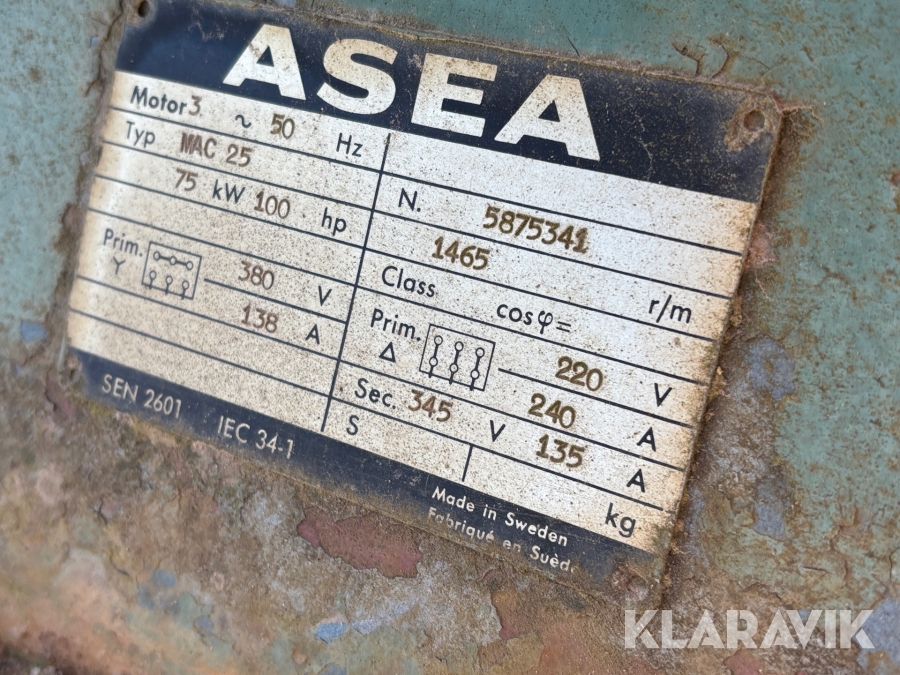 ASEA
Motor 3 ~ 50 Hz
Typ MAC 25 N. 5875341
75 kW 100 hp 1465 r/m
Class cosφ=
Prim. Y 380 V Prim. Δ 220 V
138 A 240 A
Sec. 345 V 135 A
S kg
SEN 2601 IEC 34-1
Made in Sweden
Fabriqué en Suède
KLARAVIK